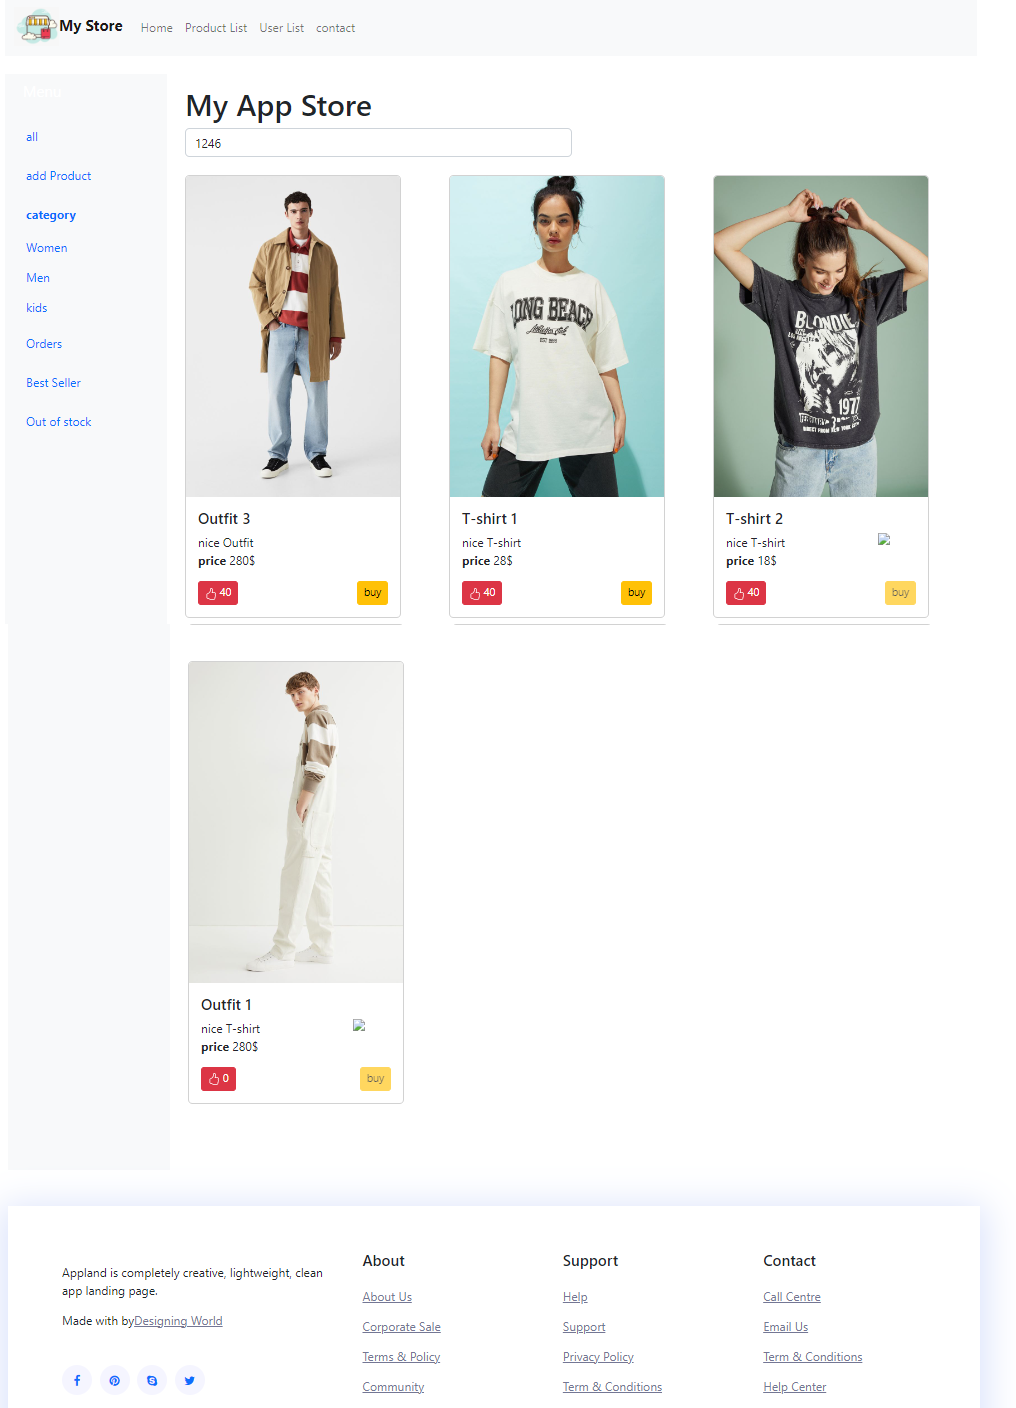 My Store
Home Product List User List contact
Menu
all
add Product
category
Women
Men
kids
Orders
Best Seller
Out of stock
My App Store
1246
LONG BEACH
BLONDIE
1977
Outfit 3
nice Outfit
price 280$
40 buy
T-shirt 1
nice T-shirt
price 28$
40 buy
T-shirt 2
nice T-shirt
price 18$
40 buy
Outfit 1
nice T-shirt
price 280$
0 buy
Appland is completely creative, lightweight, clean
app landing page.
Made with byDesigning World
About
About Us
Corporate Sale
Terms & Policy
Community
Support
Help
Support
Privacy Policy
Term & Conditions
Contact
Call Centre
Email Us
Term & Conditions
Help Center